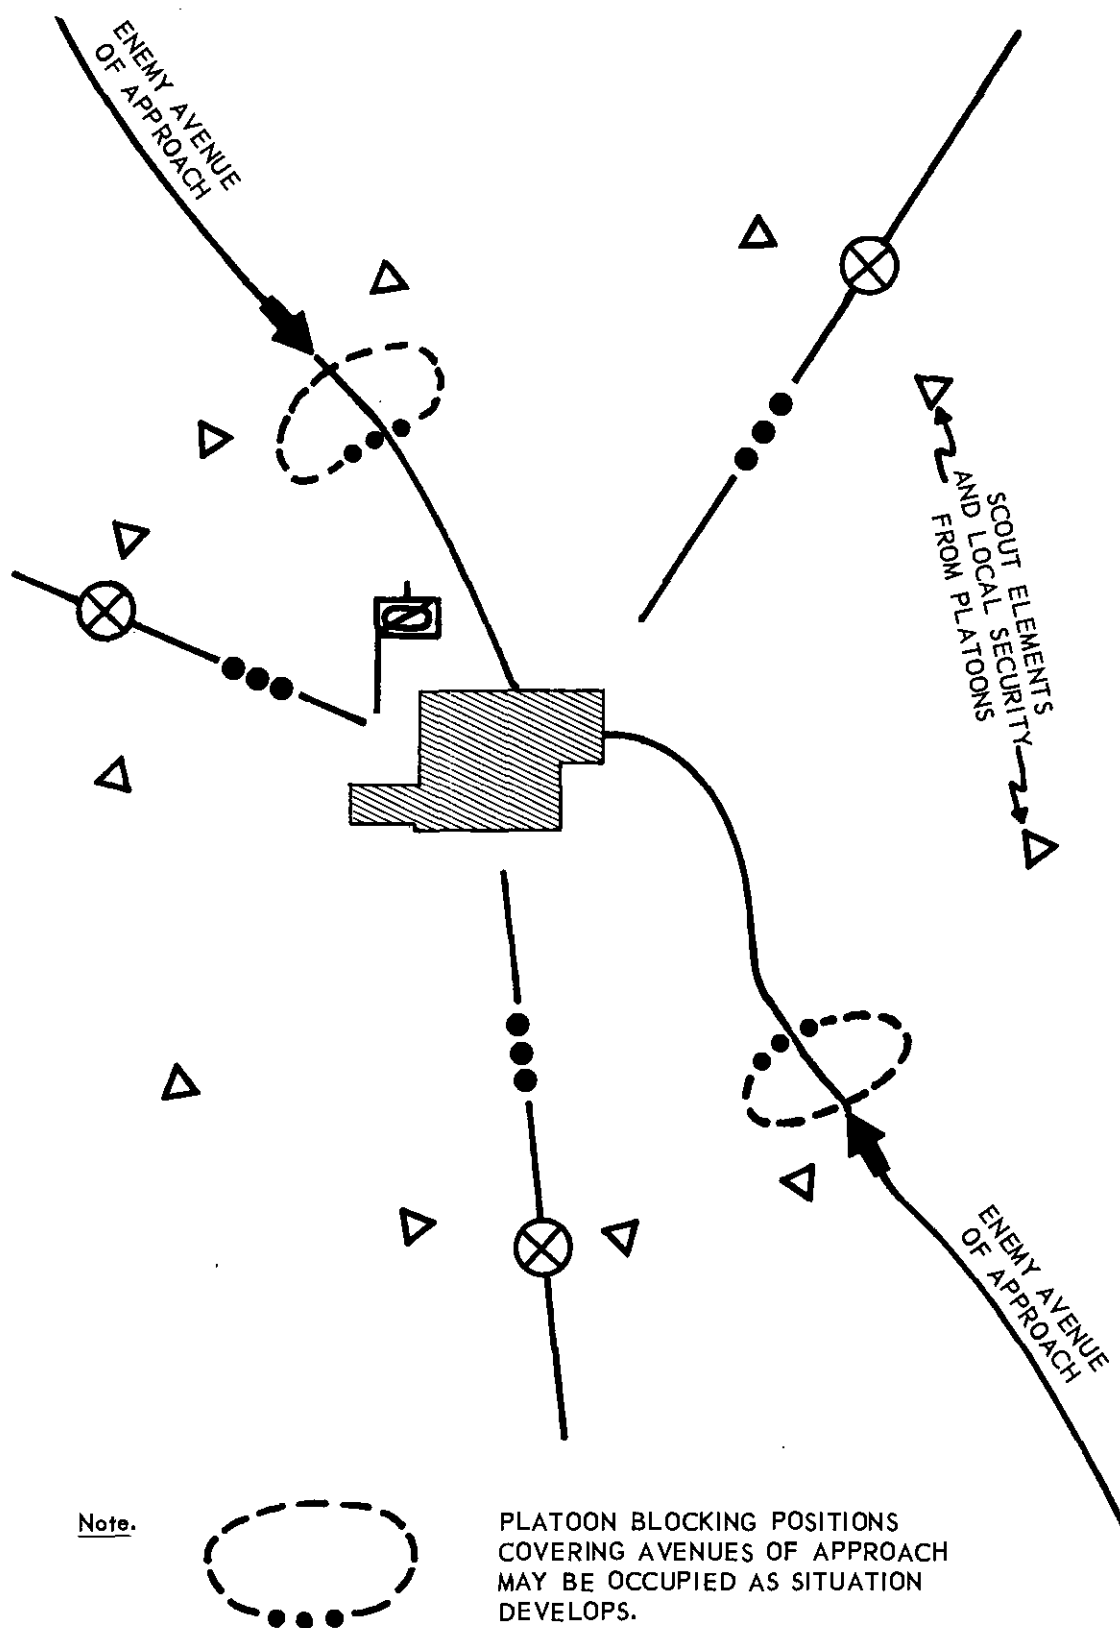 ENEMY AVENUE
OF APPROACH
SCOUT ELEMENTS
AND LOCAL SECURITY
FROM PLATOONS
ENEMY AVENUE
OF APPROACH
Note.
PLATOON BLOCKING POSITIONS
COVERING AVENUES OF APPROACH
MAY BE OCCUPIED AS SITUATION
DEVELOPS.